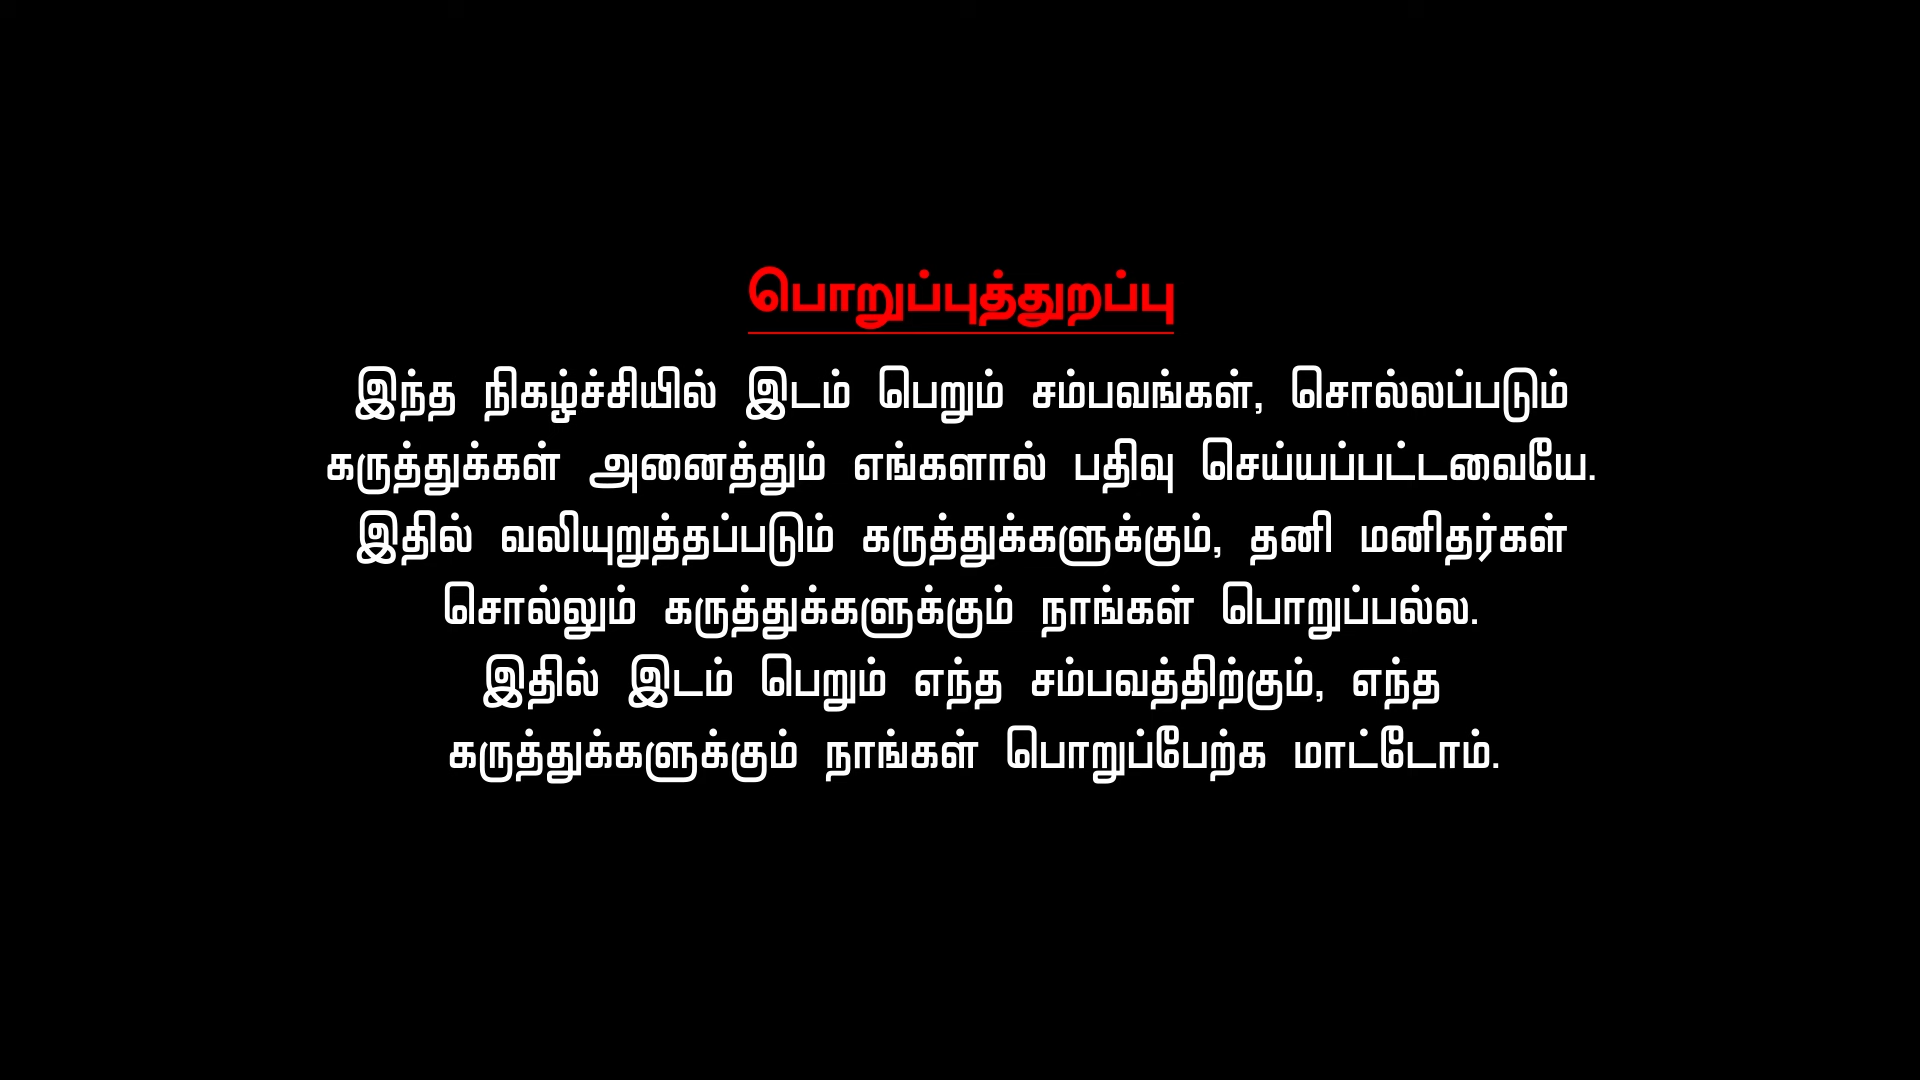 பொறுப்புத்துறப்பு
இந்த நிகழ்ச்சியில் இடம் பெறும் சம்பவங்கள், சொல்லப்படும்
கருத்துக்கள் அனைத்தும் எங்களால் பதிவு செய்யப்பட்டவையே.
இதில் வலியுறுத்தப்படும் கருத்துக்களுக்கும், தனி மனிதர்கள்
சொல்லும் கருத்துக்களுக்கும் நாங்கள் பொறுப்பல்ல.
இதில் இடம் பெறும் எந்த சம்பவத்திற்கும், எந்த
கருத்துக்களுக்கும் நாங்கள் பொறுப்பேற்க மாட்டோம்.